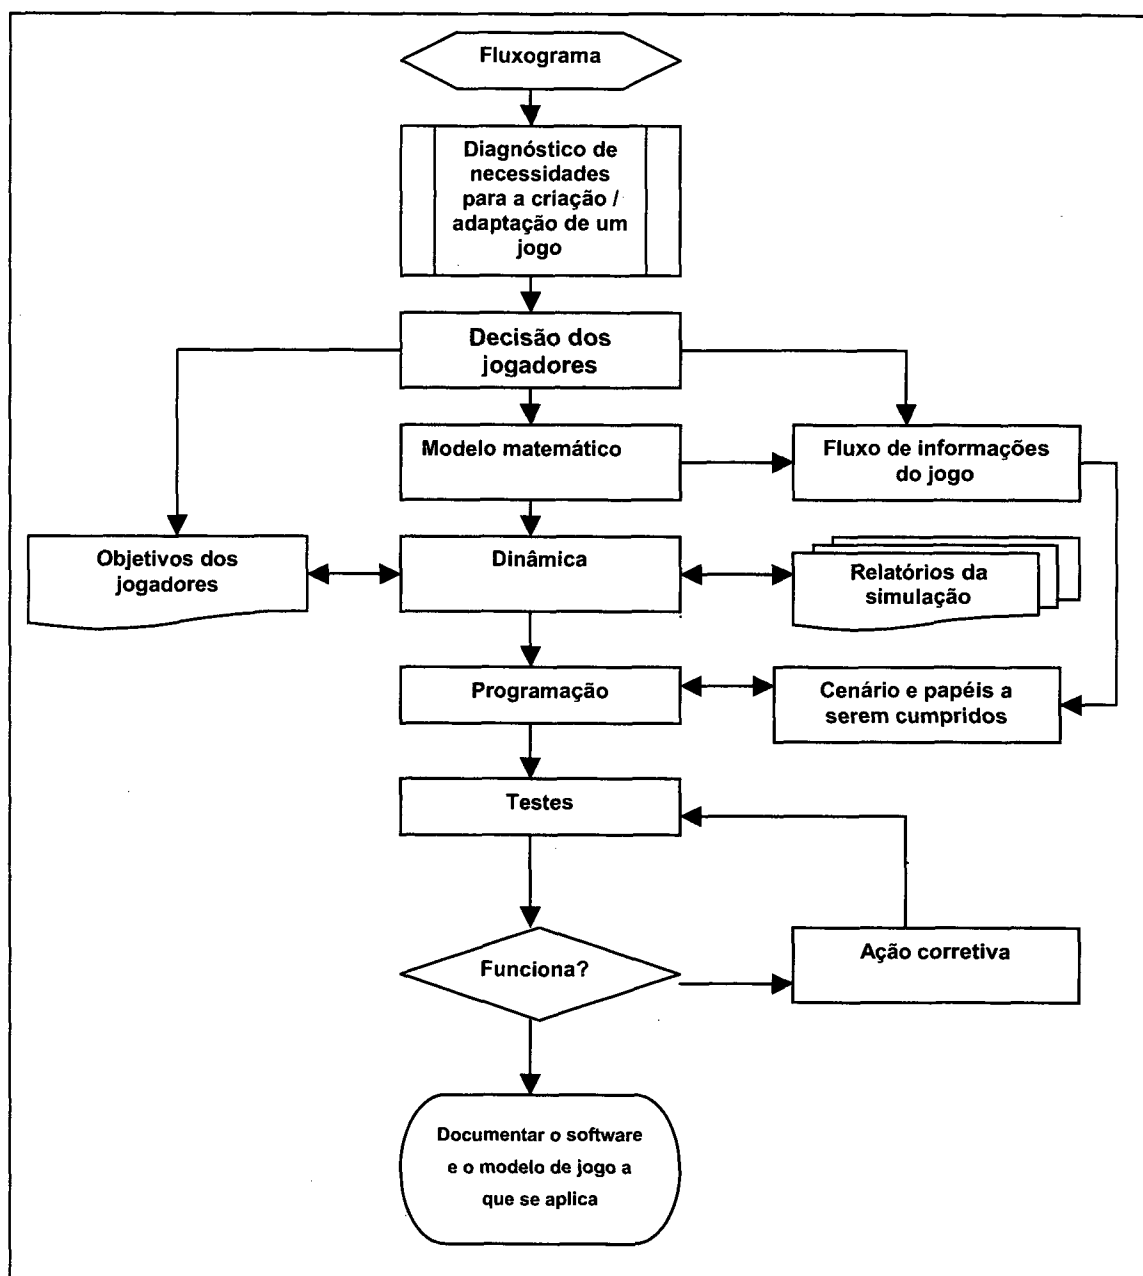 Fluxograma
Diagnóstico de
necessidades
para a criação /
adaptação de um
jogo
Decisão dos
jogadores
Modelo matemático
Fluxo de informações
do jogo
Objetivos dos
jogadores
Dinâmica
Relatórios da
simulação
Programação
Cenário e papéis a
serem cumpridos
Testes
Funciona?
Ação corretiva
Documentar o software
e o modelo de jogo a
que se aplica